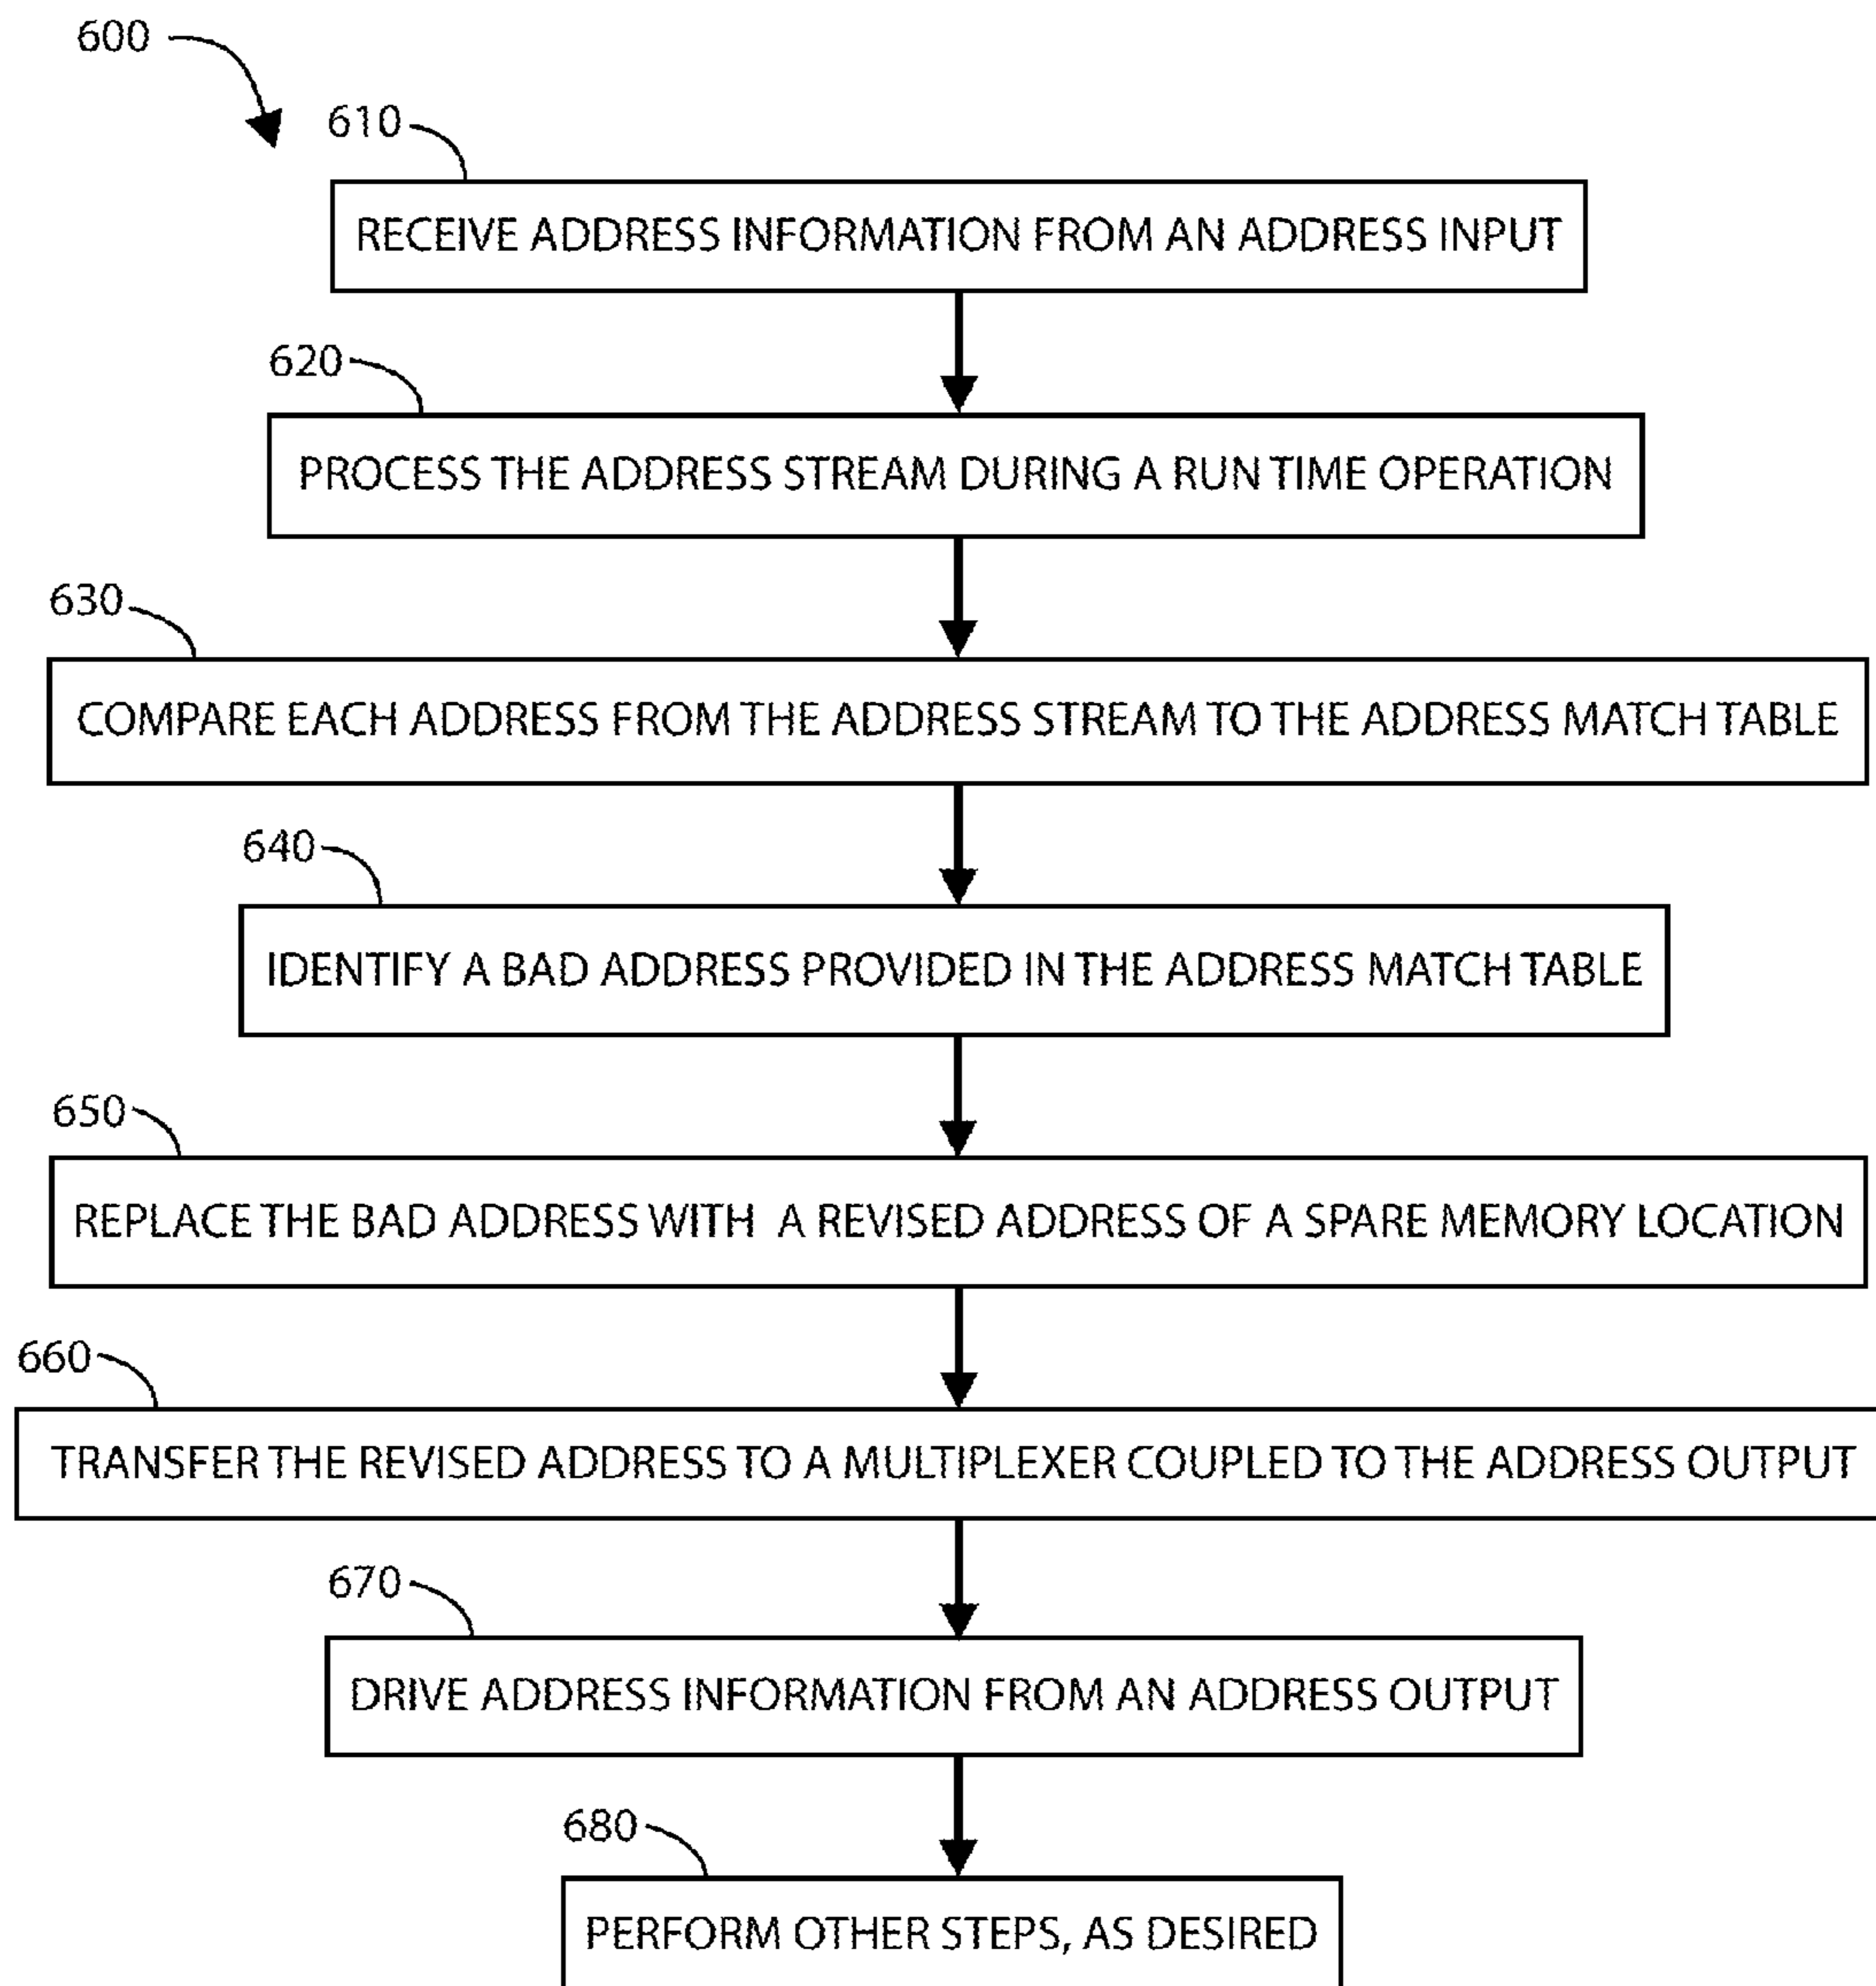 600
610
RECEIVE ADDRESS INFORMATION FROM AN ADDRESS INPUT
620
PROCESS THE ADDRESS STREAM DURING A RUN TIME OPERATION
630
COMPARE EACH ADDRESS FROM THE ADDRESS STREAM TO THE ADDRESS MATCH TABLE
640
IDENTIFY A BAD ADDRESS PROVIDED IN THE ADDRESS MATCH TABLE
650
REPLACE THE BAD ADDRESS WITH A REVISED ADDRESS OF A SPARE MEMORY LOCATION
660
TRANSFER THE REVISED ADDRESS TO A MULTIPLEXER COUPLED TO THE ADDRESS OUTPUT
670
DRIVE ADDRESS INFORMATION FROM AN ADDRESS OUTPUT
680
PERFORM OTHER STEPS, AS DESIRED